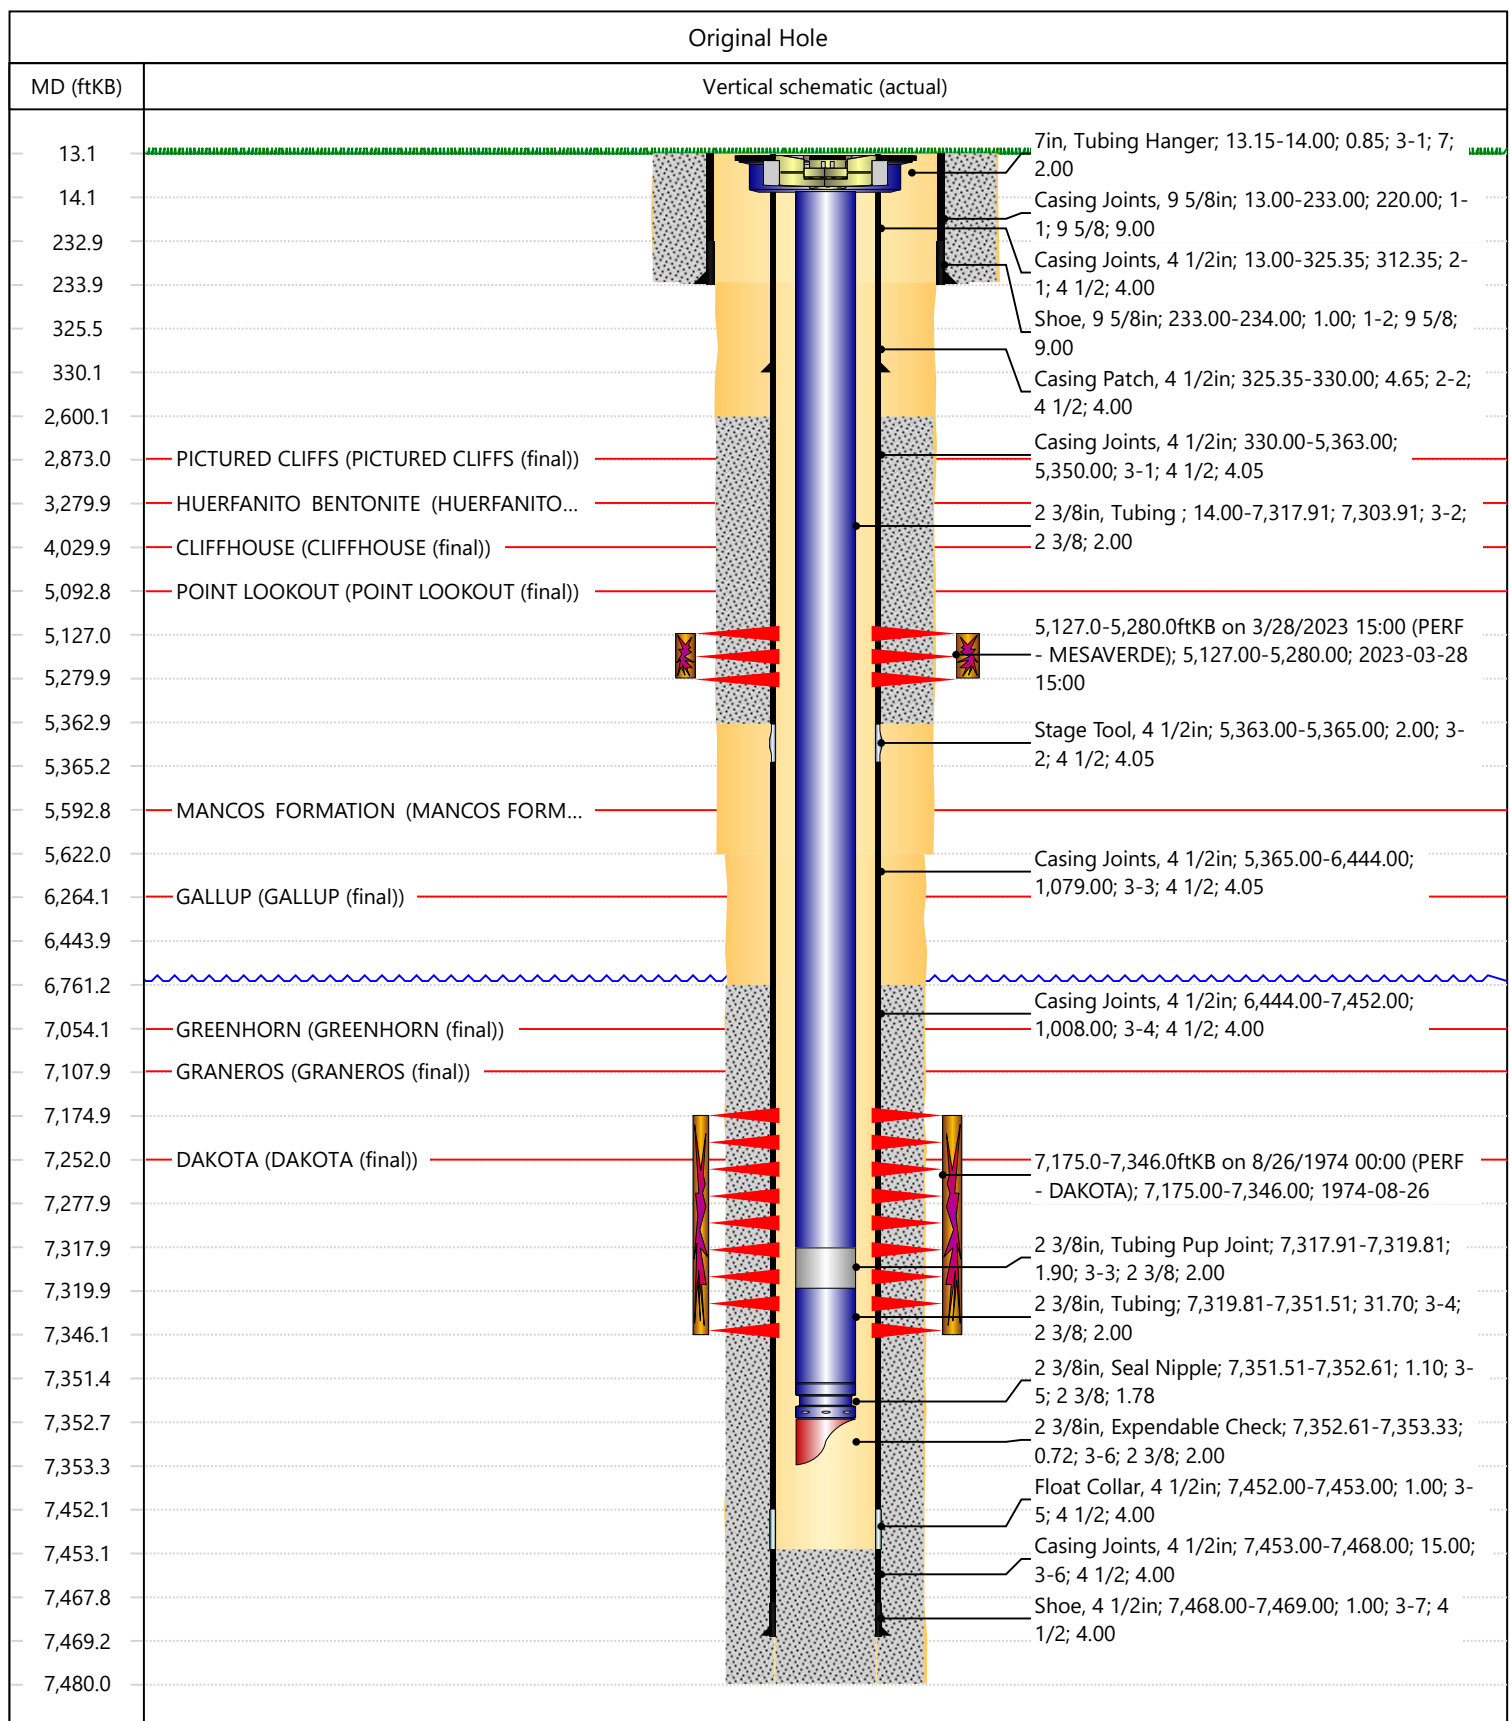 Original Hole
MD (ftKB)
Vertical schematic (actual)
13.1
14.1
232.9
233.9
325.5
330.1
2,600.1
2,873.0
3,279.9
4,029.9
5,092.8
5,127.0
5,279.9
5,362.9
5,365.2
5,592.8
5,622.0
6,264.1
6,443.9
6,761.2
7,054.1
7,107.9
7,174.9
7,252.0
7,277.9
7,317.9
7,319.9
7,346.1
7,351.4
7,352.7
7,353.3
7,452.1
7,453.1
7,467.8
7,469.2
7,480.0
PICTURED CLIFFS (PICTURED CLIFFS (final))
HUERFANITO BENTONITE (HUERFANITO...
CLIFFHOUSE (CLIFFHOUSE (final))
POINT LOOKOUT (POINT LOOKOUT (final))
MANCOS FORMATION (MANCOS FORM...
GALLUP (GALLUP (final))
GREENHORN (GREENHORN (final))
GRANEROS (GRANEROS (final))
DAKOTA (DAKOTA (final))
7in, Tubing Hanger; 13.15-14.00; 0.85; 3-1; 7;
2.00
Casing Joints, 9 5/8in; 13.00-233.00; 220.00; 1-
1; 9 5/8; 9.00
Casing Joints, 4 1/2in; 13.00-325.35; 312.35; 2-
1; 4 1/2; 4.00
Shoe, 9 5/8in; 233.00-234.00; 1.00; 1-2; 9 5/8;
9.00
Casing Patch, 4 1/2in; 325.35-330.00; 4.65; 2-2;
4 1/2; 4.00
Casing Joints, 4 1/2in; 330.00-5,363.00;
5,350.00; 3-1; 4 1/2; 4.05
2 3/8in, Tubing ; 14.00-7,317.91; 7,303.91; 3-2;
2 3/8; 2.00
5,127.0-5,280.0ftKB on 3/28/2023 15:00 (PERF
- MESAVERDE); 5,127.00-5,280.00; 2023-03-28
15:00
Stage Tool, 4 1/2in; 5,363.00-5,365.00; 2.00; 3-
2; 4 1/2; 4.05
Casing Joints, 4 1/2in; 5,365.00-6,444.00;
1,079.00; 3-3; 4 1/2; 4.05
Casing Joints, 4 1/2in; 6,444.00-7,452.00;
1,008.00; 3-4; 4 1/2; 4.00
7,175.0-7,346.0ftKB on 8/26/1974 00:00 (PERF
- DAKOTA); 7,175.00-7,346.00; 1974-08-26
2 3/8in, Tubing Pup Joint; 7,317.91-7,319.81;
1.90; 3-3; 2 3/8; 2.00
2 3/8in, Tubing; 7,319.81-7,351.51; 31.70; 3-4;
2 3/8; 2.00
2 3/8in, Seal Nipple; 7,351.51-7,352.61; 1.10; 3-
5; 2 3/8; 1.78
2 3/8in, Expendable Check; 7,352.61-7,353.33;
0.72; 3-6; 2 3/8; 2.00
Float Collar, 4 1/2in; 7,452.00-7,453.00; 1.00; 3-
5; 4 1/2; 4.00
Casing Joints, 4 1/2in; 7,453.00-7,468.00; 15.00;
3-6; 4 1/2; 4.00
Shoe, 4 1/2in; 7,468.00-7,469.00; 1.00; 3-7; 4
1/2; 4.00